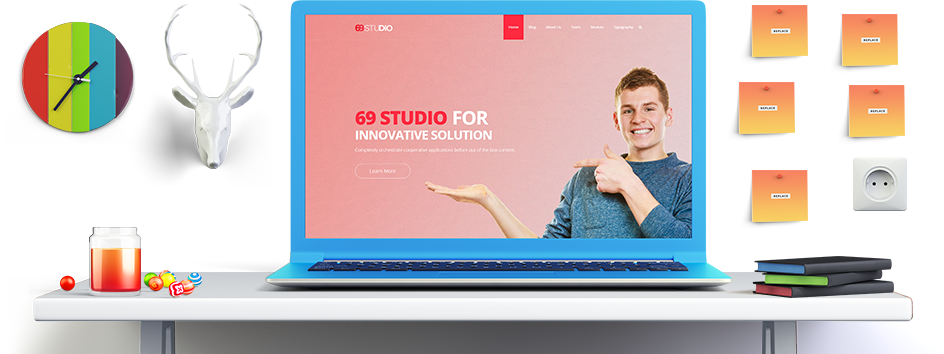 69 STUDIO
Home Blog About Us Team Services Typography
69 STUDIO FOR
INNOVATIVE SOLUTION
Completely orchestrate conservative applications before out of the box content.
Learn More
REPLACE
REPLACE
REPLACE
REPLACE
REPLACE